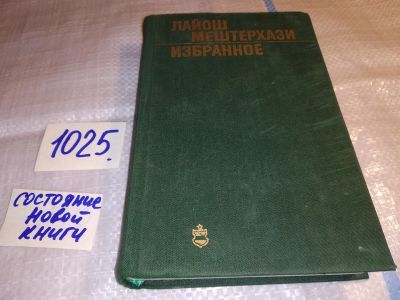 ЛАЙОШ
МЕШТЕРХАЗИ
ИЗБРАННОЕ
1025.
состояние
новой
книги